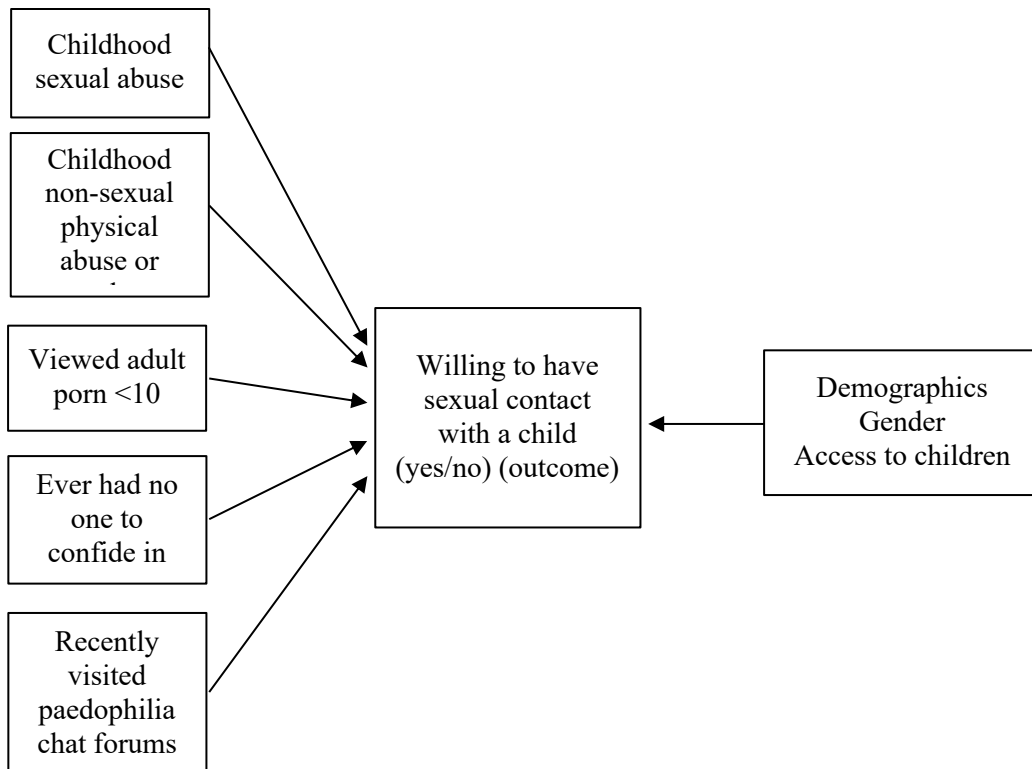 Childhood
sexual abuse
Childhood
non-sexual
physical
abuse or
Viewed adult
porn <10
Ever had no
one to
confide in
Recently
visited
paedophilia
chat forums
Willing to have
sexual contact
with a child
(yes/no) (outcome)
Demographics
Gender
Access to children